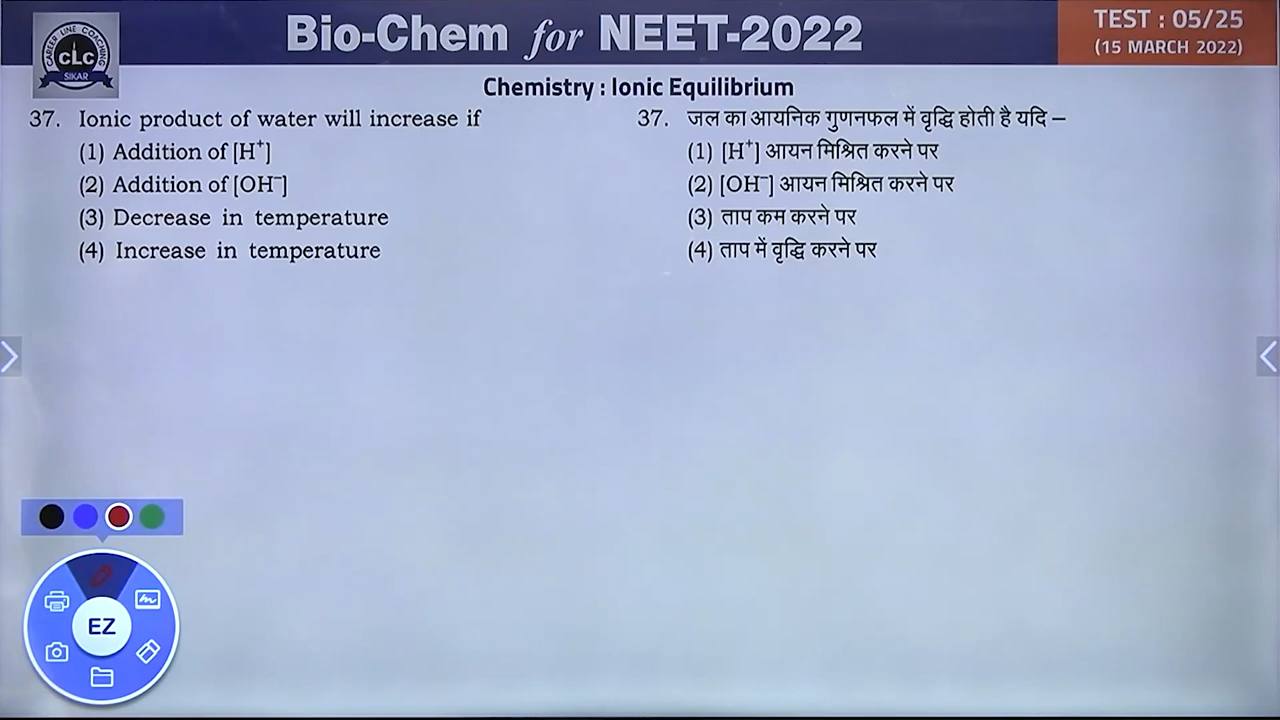 Bio-Chem for NEET-2022
TEST : 05/25
(15 MARCH 2022)
CAREER LINE COACHING
CLC
SIKAR
Chemistry : Ionic Equilibrium
37. Ionic product of water will increase if
(1) Addition of [H⁺]
(2) Addition of [OH⁻]
(3) Decrease in temperature
(4) Increase in temperature
37. जल का आयनिक गुणनफल में वृद्धि होती है यदि –
(1) [H⁺] आयन मिश्रित करने पर
(2) [OH⁻] आयन मिश्रित करने पर
(3) ताप कम करने पर
(4) ताप में वृद्धि करने पर
EZ